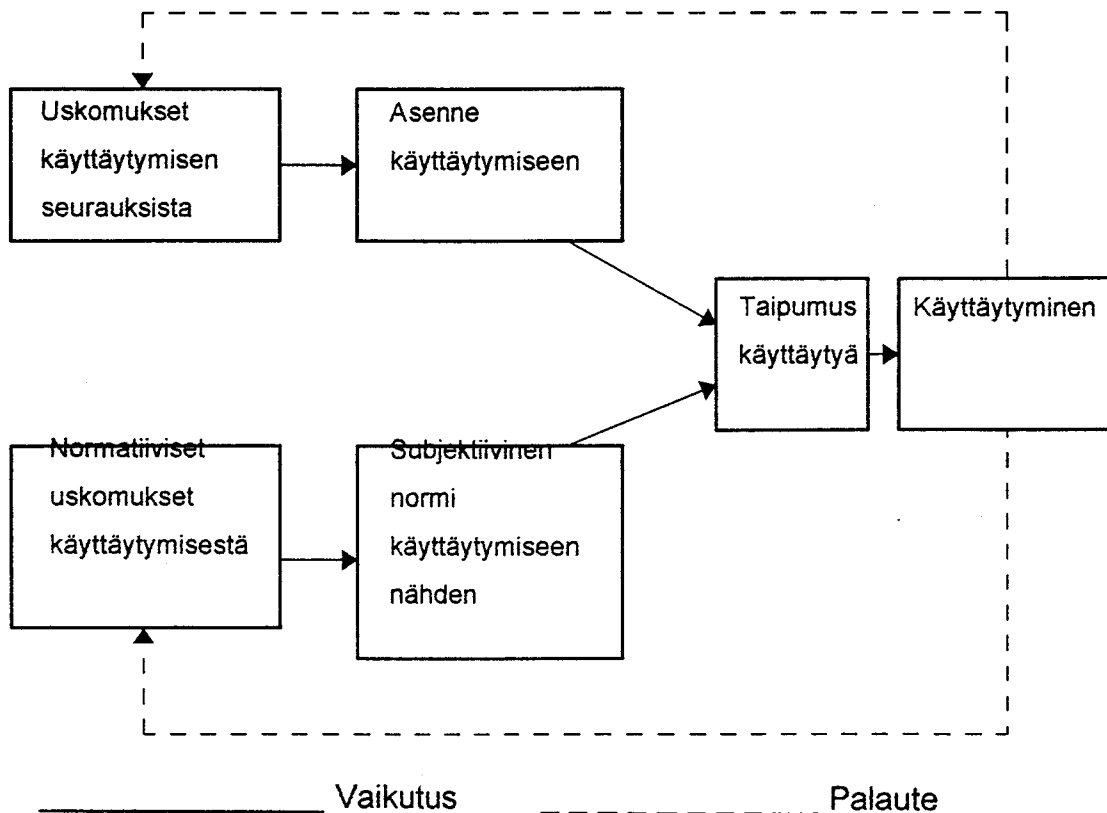 Uskomukset
käyttäytymisen
seurauksista
Asenne
käyttäytymiseen
Taipumus
käyttäytyä
Käyttäytyminen
Normatiiviset
uskomukset
käyttäytymisestä
Subjektiivinen
normi
käyttäytymiseen
nähden
Vaikutus
Palaute